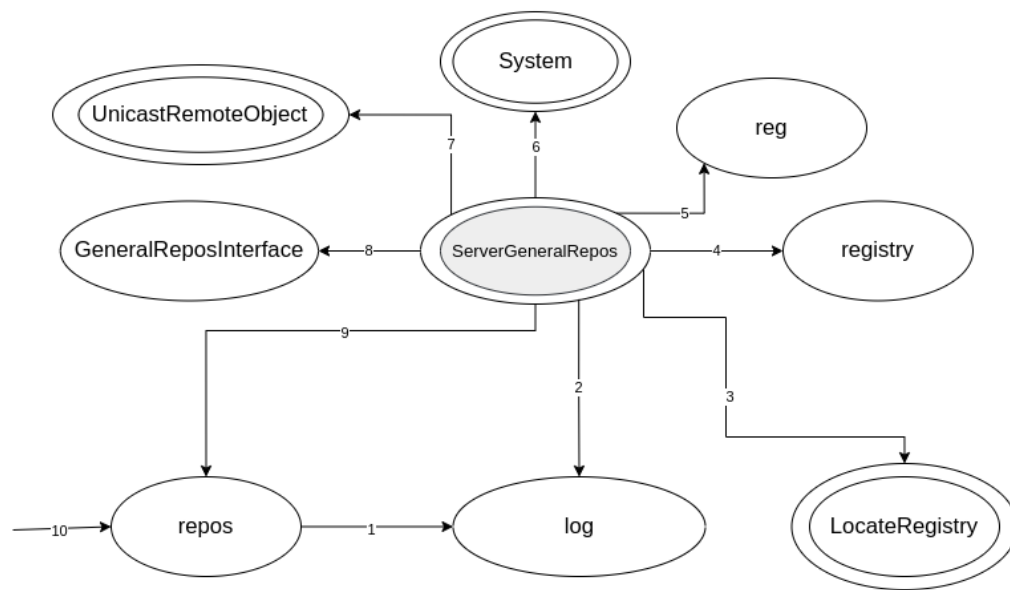 System
UnicastRemoteObject
reg
7
6
5
GeneralReposInterface
8
ServerGeneralRepos
4
registry
9
2
3
10
repos
1
log
LocateRegistry